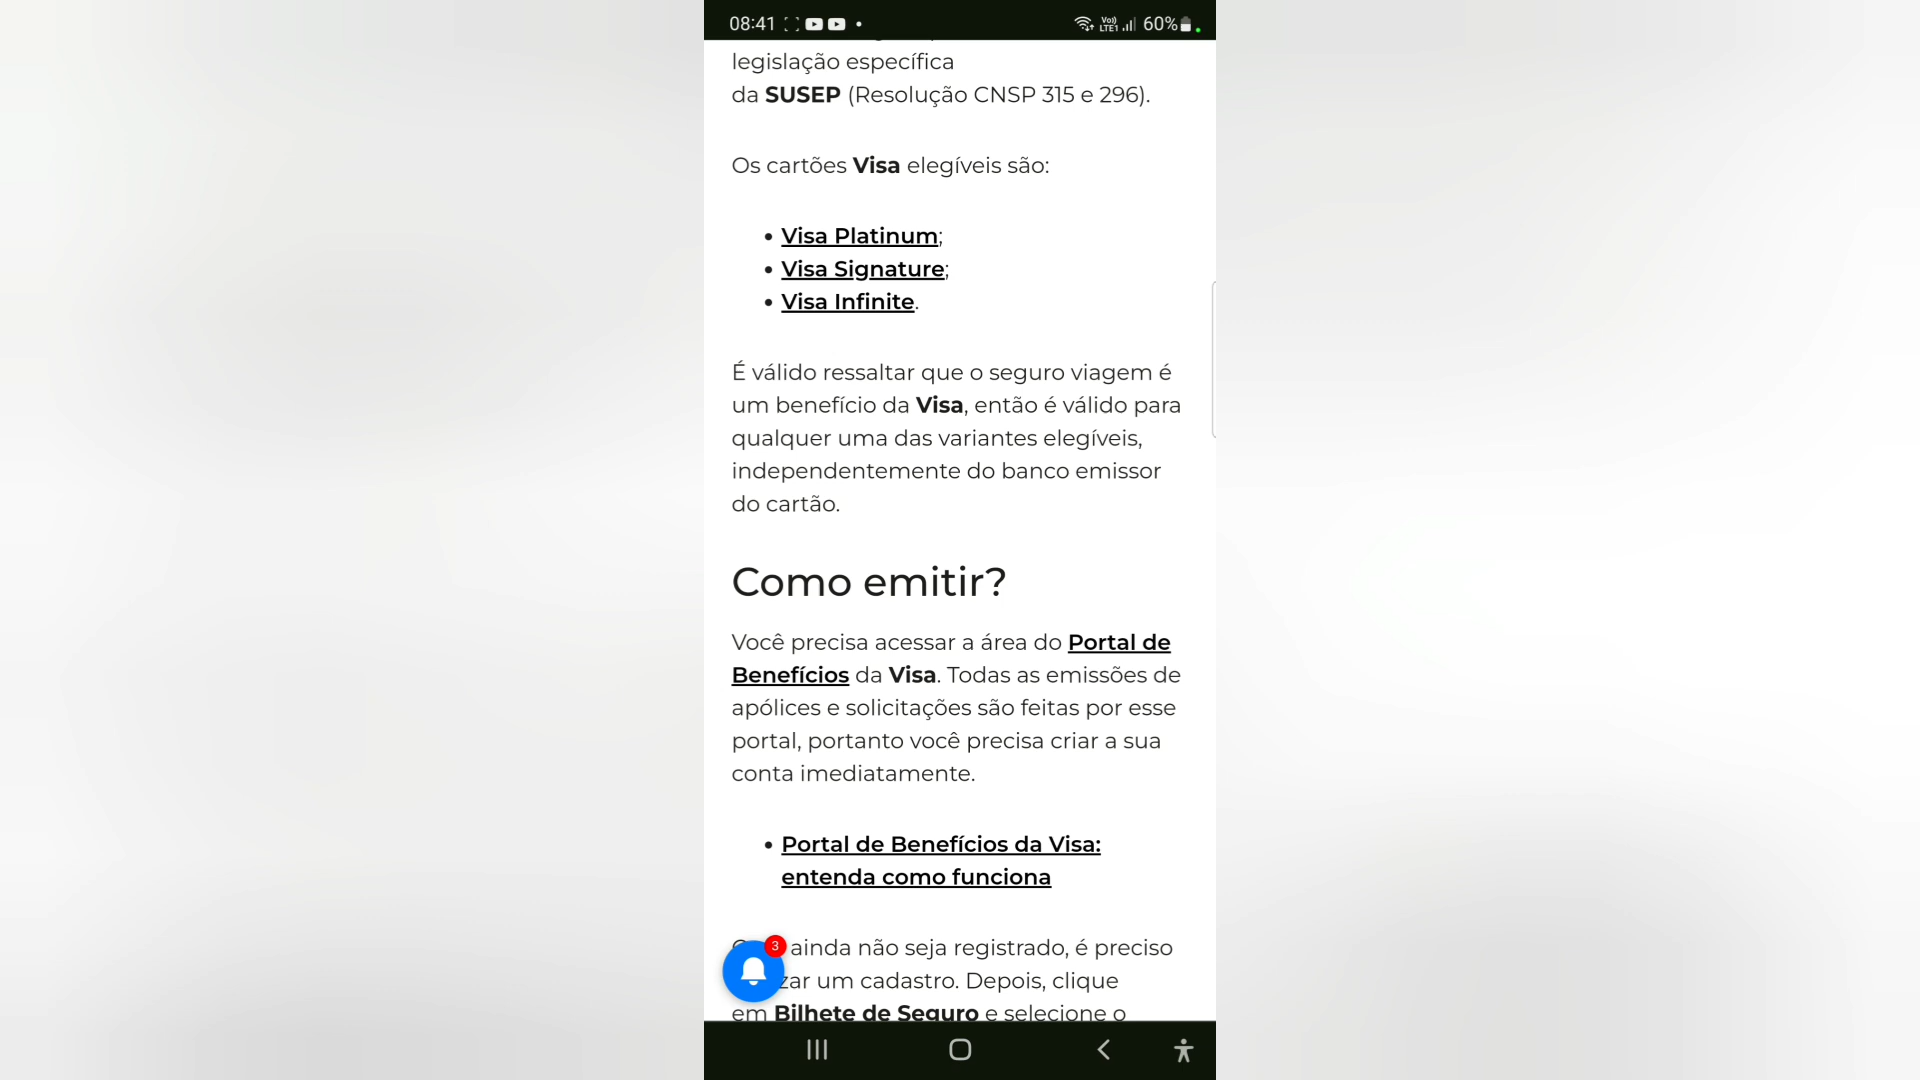 08:41
Vo))
LTE1
60%
legislação específica
da SUSEP (Resolução CNSP 315 e 296).
Os cartões Visa elegíveis são:
• Visa Platinum;
• Visa Signature;
• Visa Infinite.
É válido ressaltar que o seguro viagem é
um benefício da Visa, então é válido para
qualquer uma das variantes elegíveis,
independentemente do banco emissor
do cartão.
Como emitir?
Você precisa acessar a área do Portal de
Benefícios da Visa. Todas as emissões de
apólices e solicitações são feitas por esse
portal, portanto você precisa criar a sua
conta imediatamente.
• Portal de Benefícios da Visa:
entenda como funciona
3
ainda não seja registrado, é preciso
um cadastro. Depois, clique
em Bilhete de Seguro e selecione o